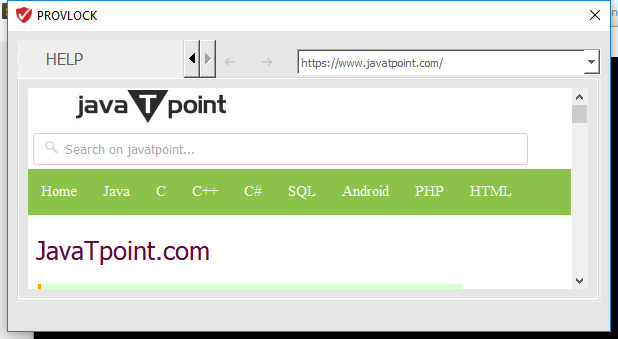 PROVLOCK
HELP
https://www.javatpoint.com/
javaTpoint
Search on javatpoint...
Home Java C C++ C# SQL Android PHP HTML
JavaTpoint.com